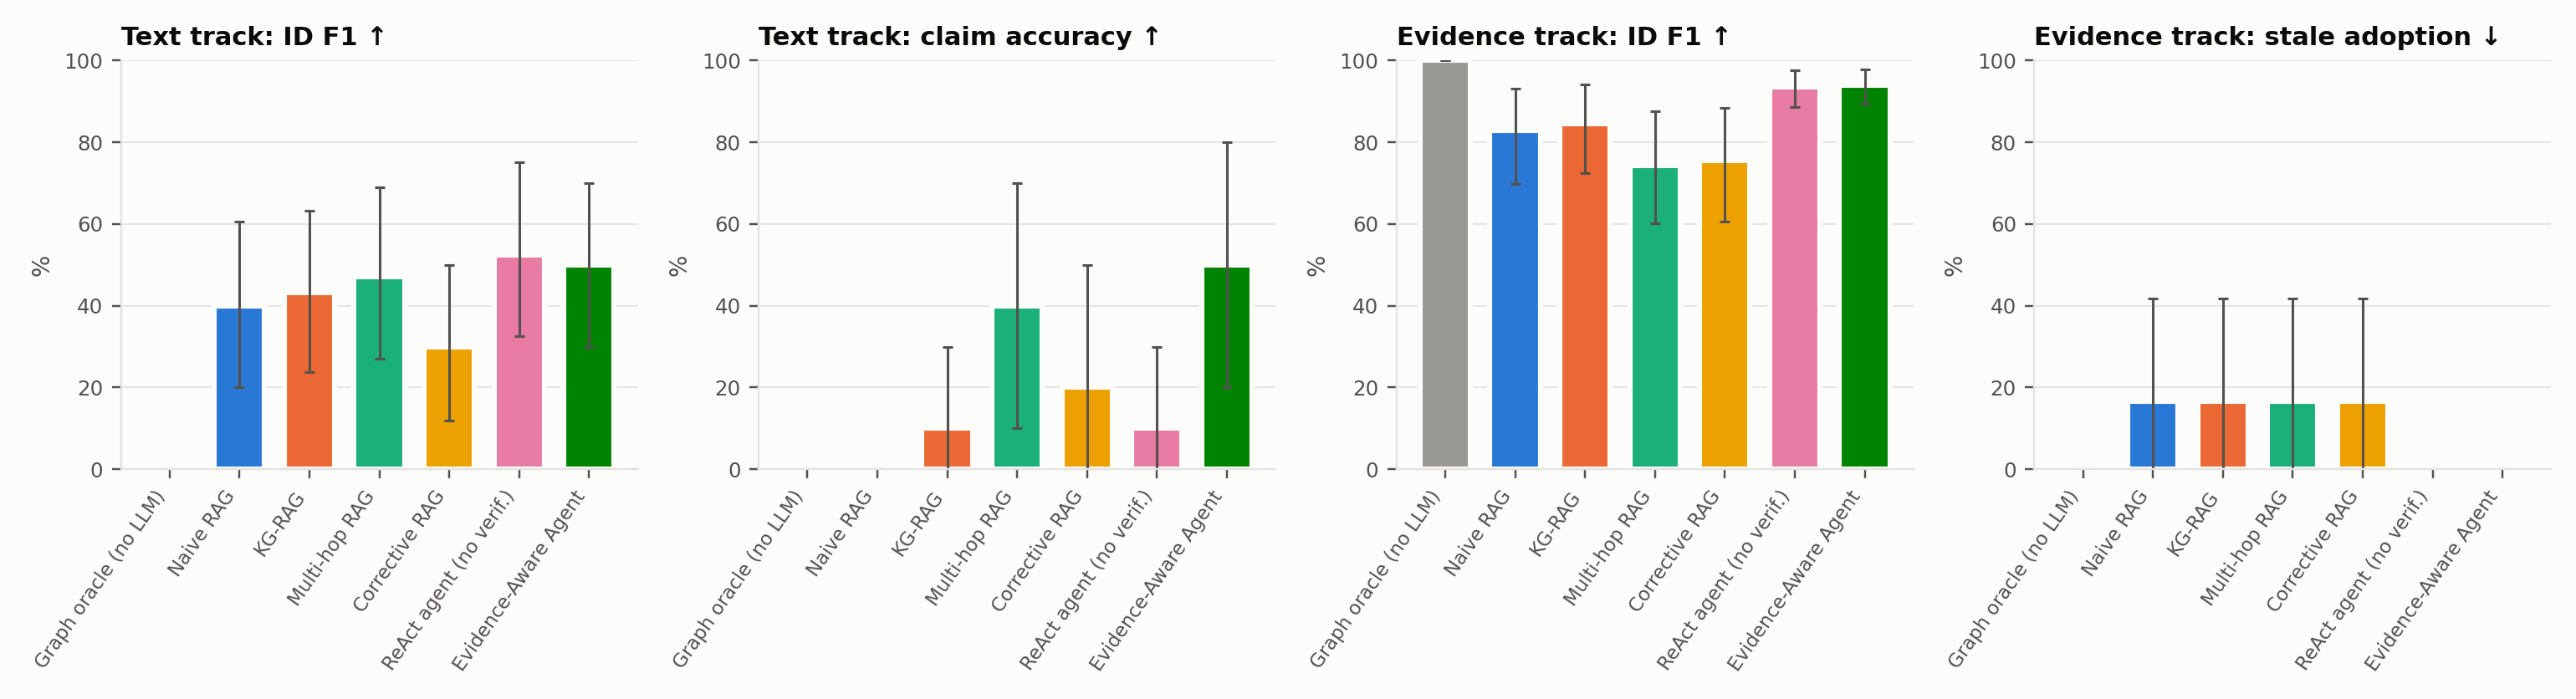 Text track: ID F1 ↑
100
80
60
40
20
0
%
Graph oracle (no LLM)
Naive RAG
KG-RAG
Multi-hop RAG
Corrective RAG
ReAct agent (no verif.)
Evidence-Aware Agent
Text track: claim accuracy ↑
100
80
60
40
20
0
%
Graph oracle (no LLM)
Naive RAG
KG-RAG
Multi-hop RAG
Corrective RAG
ReAct agent (no verif.)
Evidence-Aware Agent
Evidence track: ID F1 ↑
100
80
60
40
20
0
%
Graph oracle (no LLM)
Naive RAG
KG-RAG
Multi-hop RAG
Corrective RAG
ReAct agent (no verif.)
Evidence-Aware Agent
Evidence track: stale adoption ↓
100
80
60
40
20
0
%
Graph oracle (no LLM)
Naive RAG
KG-RAG
Multi-hop RAG
Corrective RAG
ReAct agent (no verif.)
Evidence-Aware Agent